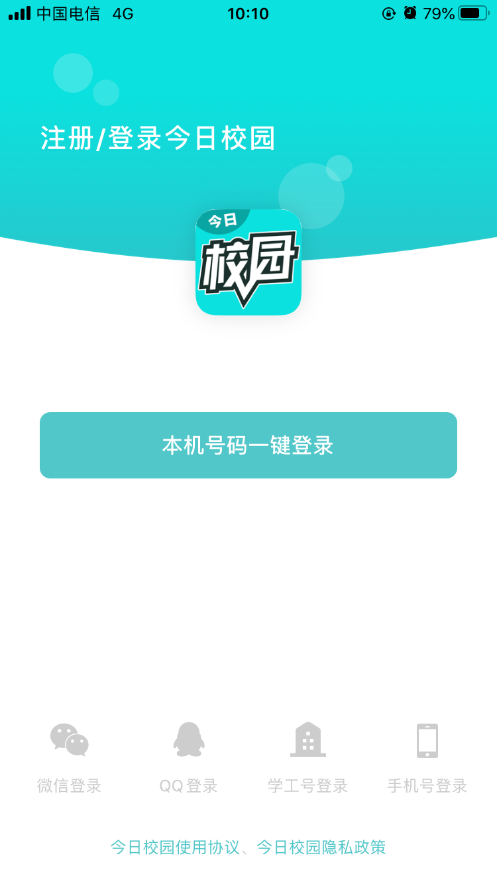 中国电信 4G 10:10 79%
注册/登录今日校园
今日
校园
本机号码一键登录
微信登录 QQ登录 学工号登录 手机号登录
今日校园使用协议、今日校园隐私政策